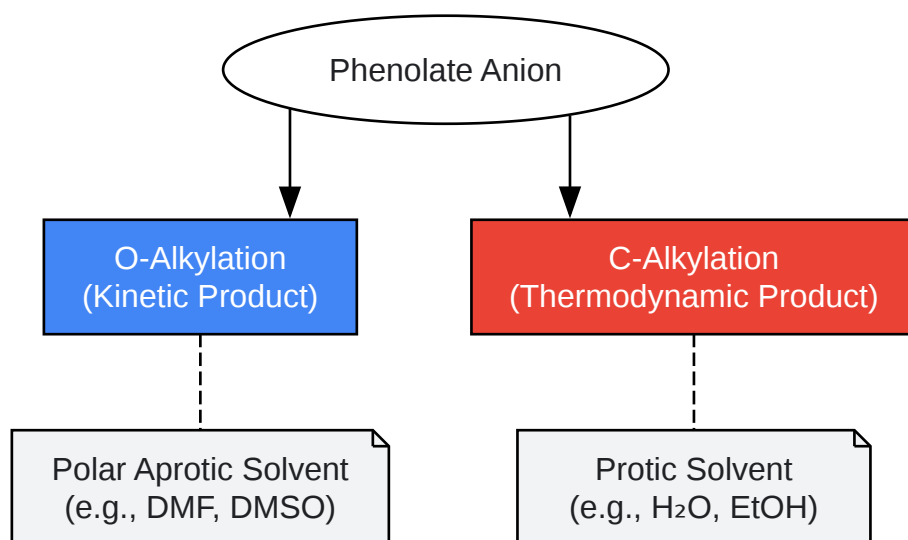 Phenolate Anion
O-Alkylation
(Kinetic Product)
C-Alkylation
(Thermodynamic Product)
Polar Aprotic Solvent
(e.g., DMF, DMSO)
Protic Solvent
(e.g., H₂O, EtOH)